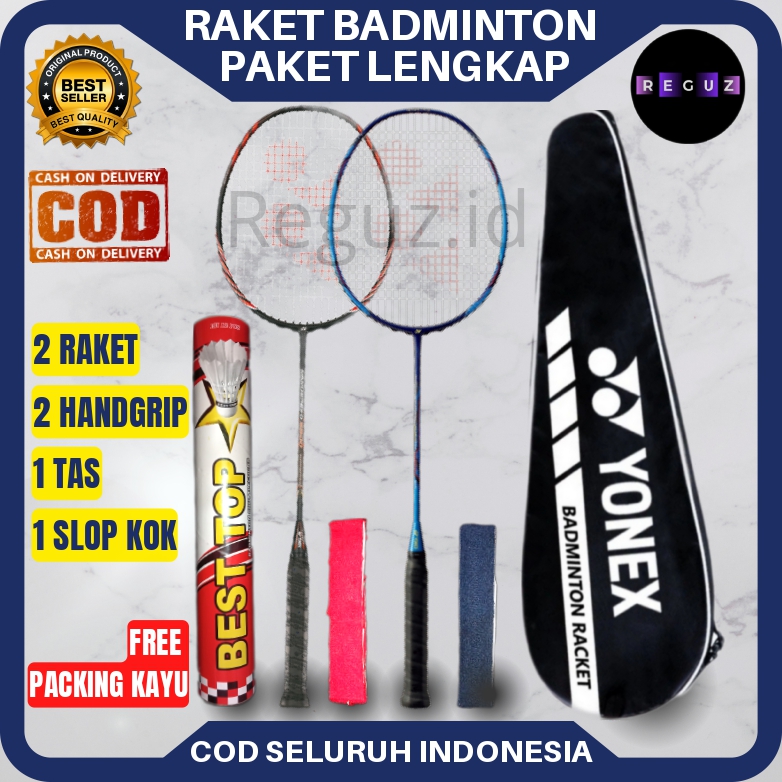 RAKET BADMINTON
PAKET LENGKAP
ORIGINAL PRODUCT
BEST
SELLER
BEST QUALITY
REGUZ
CASH ON DELIVERY
COD
CASH ON DELIVERY
Reguz.id
2 RAKET
2 HANDGRIP
1 TAS
1 SLOP KOK
BEST TOP
YONEX
BADMINTON RACKET
FREE
PACKING KAYU
COD SELURUH INDONESIA